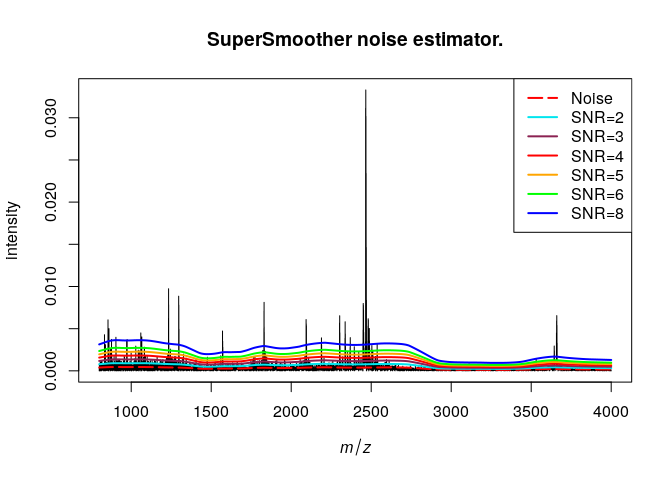 SuperSmoother noise estimator.
Noise
SNR=2
SNR=3
SNR=4
SNR=5
SNR=6
SNR=8
Intensity
0.030
0.020
0.010
0.000
1000 1500 2000 2500 3000 3500 4000
m/z